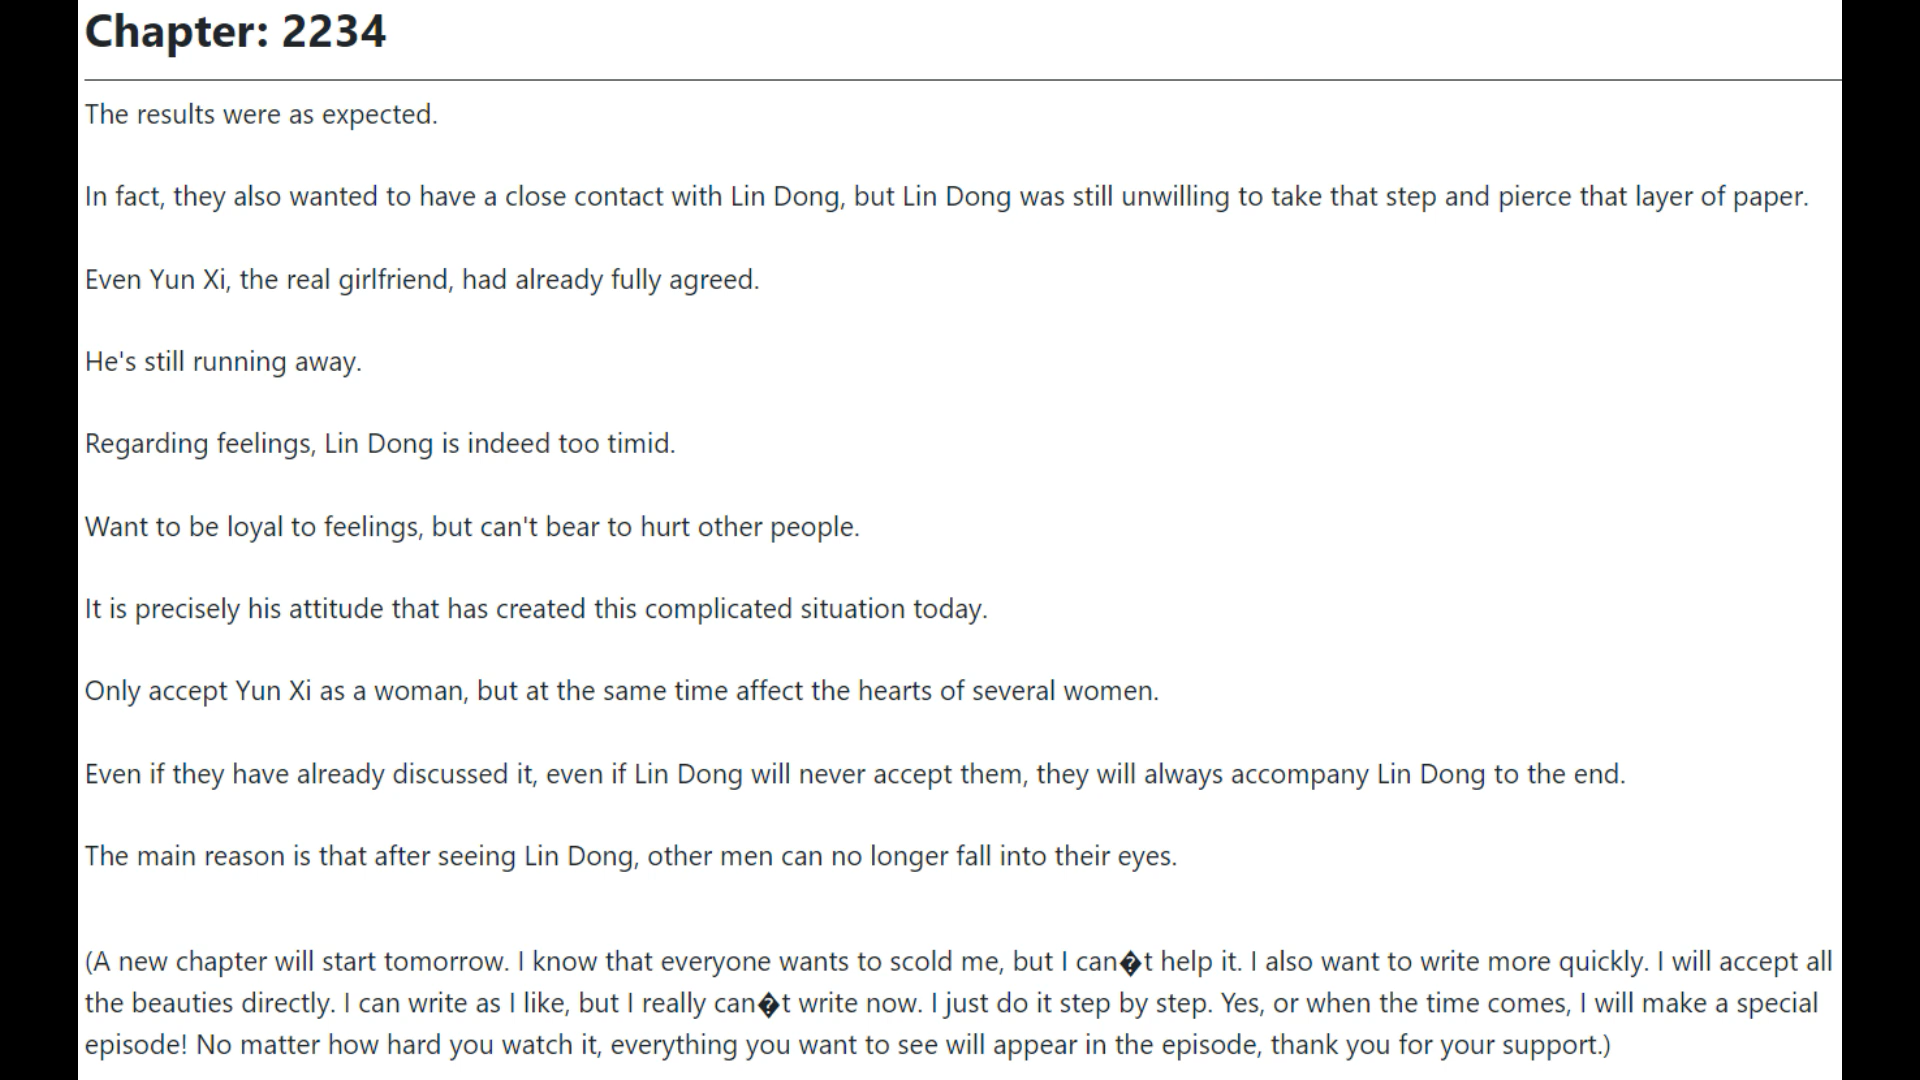 Chapter: 2234
The results were as expected.
In fact, they also wanted to have a close contact with Lin Dong, but Lin Dong was still unwilling to take that step and pierce that layer of paper.
Even Yun Xi, the real girlfriend, had already fully agreed.
He's still running away.
Regarding feelings, Lin Dong is indeed too timid.
Want to be loyal to feelings, but can't bear to hurt other people.
It is precisely his attitude that has created this complicated situation today.
Only accept Yun Xi as a woman, but at the same time affect the hearts of several women.
Even if they have already discussed it, even if Lin Dong will never accept them, they will always accompany Lin Dong to the end.
The main reason is that after seeing Lin Dong, other men can no longer fall into their eyes.
(A new chapter will start tomorrow. I know that everyone wants to scold me, but I can�t help it. I also want to write more quickly. I will accept all
the beauties directly. I can write as I like, but I really can�t write now. I just do it step by step. Yes, or when the time comes, I will make a special
episode! No matter how hard you watch it, everything you want to see will appear in the episode, thank you for your support.)